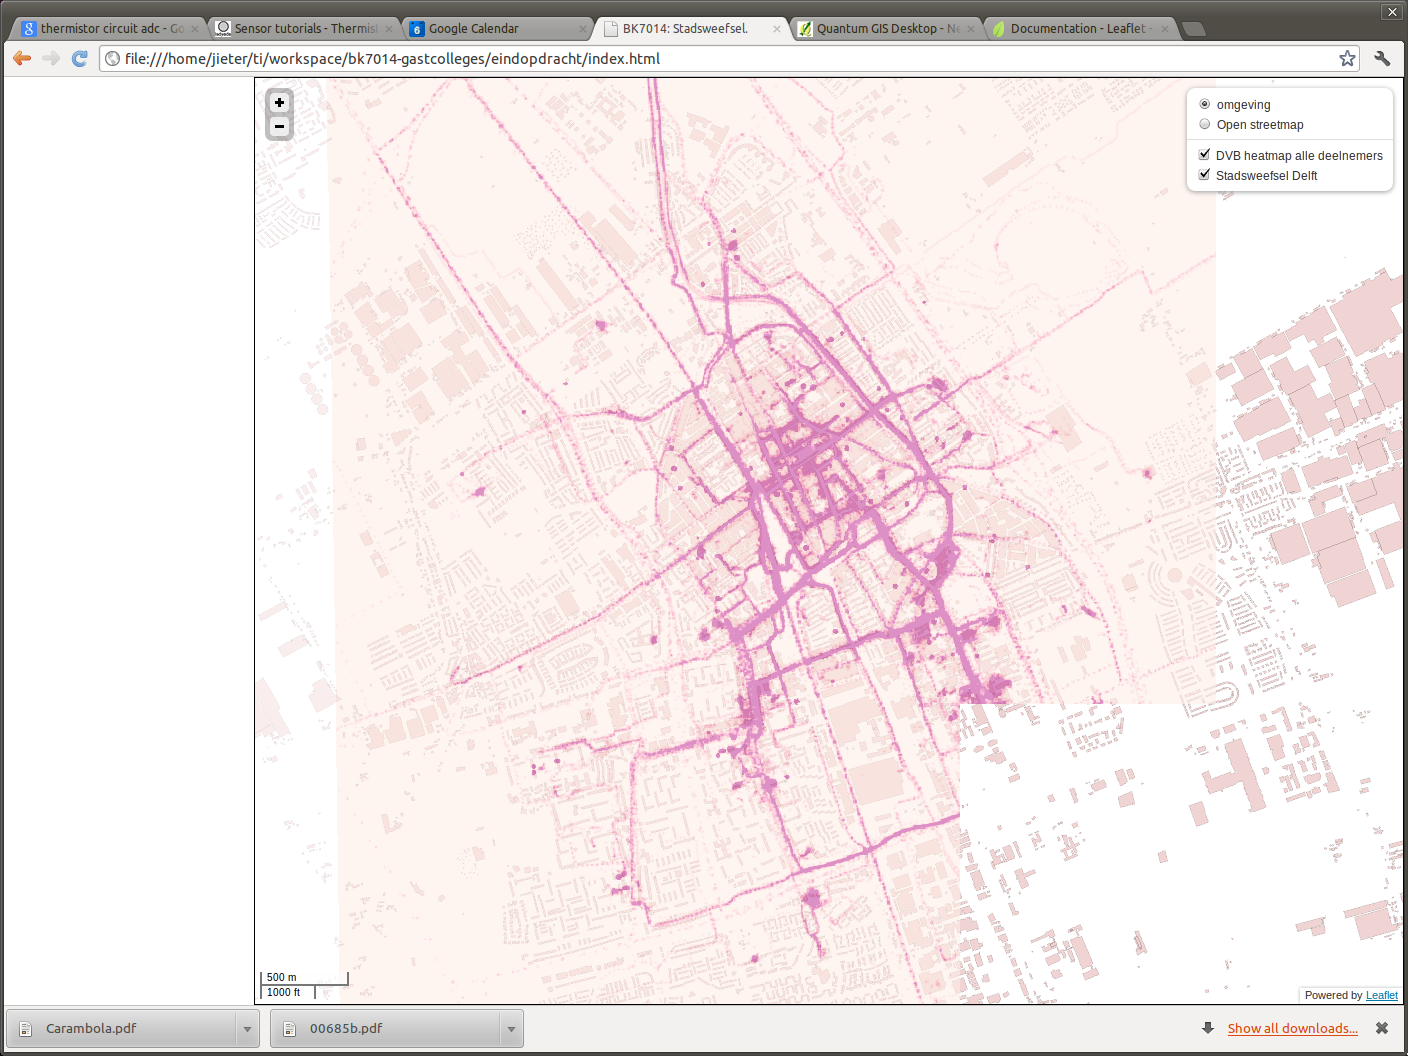 thermistor circuit adc - Go
Sensor tutorials - Thermist
Google Calendar
BK7014: Stadsweefsel.
Quantum GIS Desktop - Ne
Documentation - Leaflet -
file:///home/jieter/ti/workspace/bk7014-gastcolleges/eindopdracht/index.html
+
−
omgeving
Open streetmap
DVB heatmap alle deelnemers
Stadsweefsel Delft
500 m
1000 ft
Powered by Leaflet
Carambola.pdf
00685b.pdf
Show all downloads...